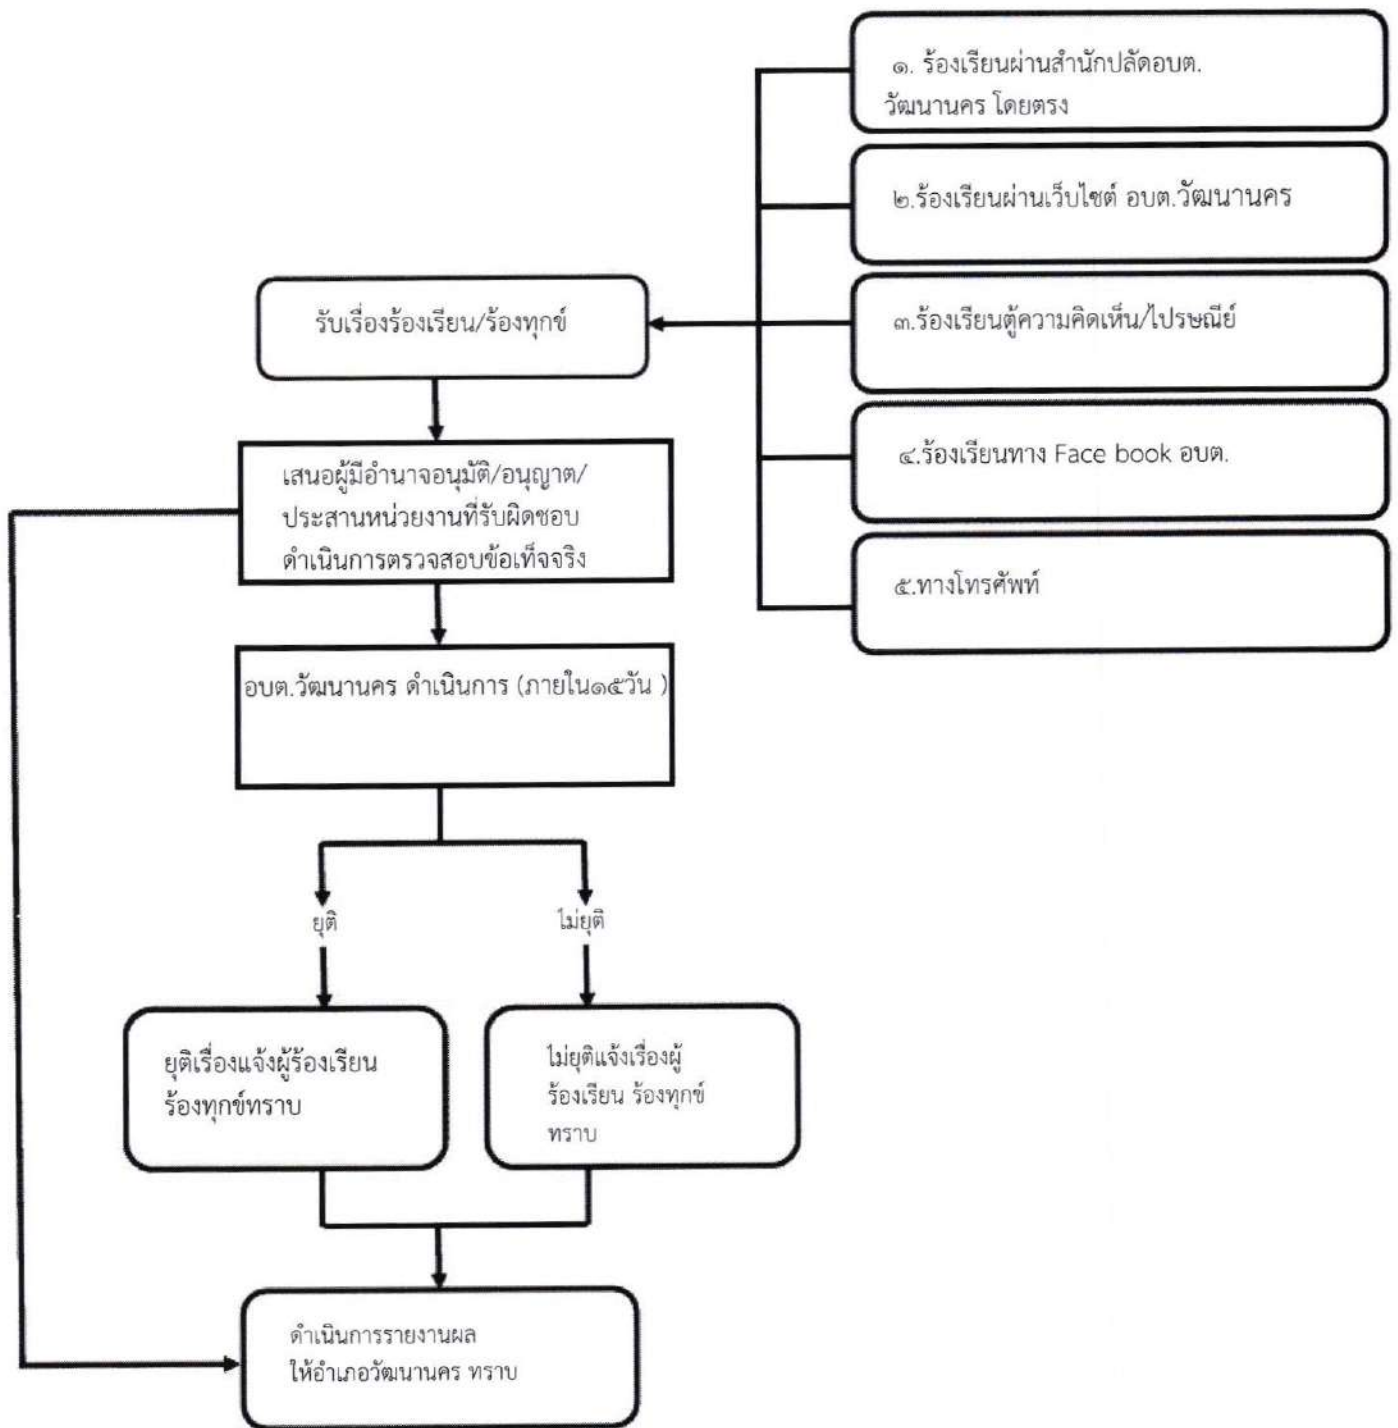 ๑. ร้องเรียนผ่านสำนักปลัดอบต.
วัฒนานคร โดยตรง
๒.ร้องเรียนผ่านเว็บไซต์ อบต.วัฒนานคร
๓.ร้องเรียนตู้ความคิดเห็น/ไปรษณีย์
๔.ร้องเรียนทาง Face book อบต.
๕.ทางโทรศัพท์
รับเรื่องร้องเรียน/ร้องทุกข์
เสนอผู้มีอำนาจอนุมัติ/อนุญาต/
ประสานหน่วยงานที่รับผิดชอบ
ดำเนินการตรวจสอบข้อเท็จจริง
อบต.วัฒนานคร ดำเนินการ (ภายใน๑๕วัน )
ยุติ
ไม่ยุติ
ยุติเรื่องแจ้งผู้ร้องเรียน
ร้องทุกข์ทราบ
ไม่ยุติแจ้งเรื่องผู้
ร้องเรียน ร้องทุกข์
ทราบ
ดำเนินการรายงานผล
ให้อำเภอวัฒนานคร ทราบ